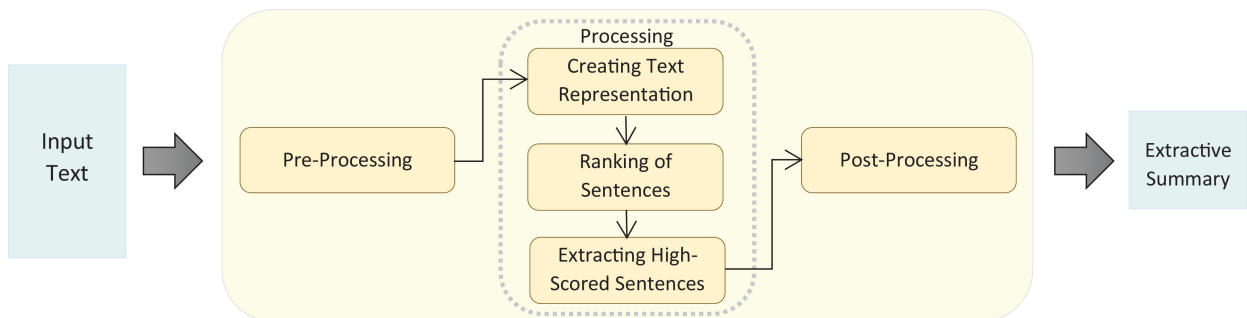 Input
Text
Pre-Processing
Processing
Creating Text
Representation
Ranking of
Sentences
Extracting High-
Scored Sentences
Post-Processing
Extractive
Summary